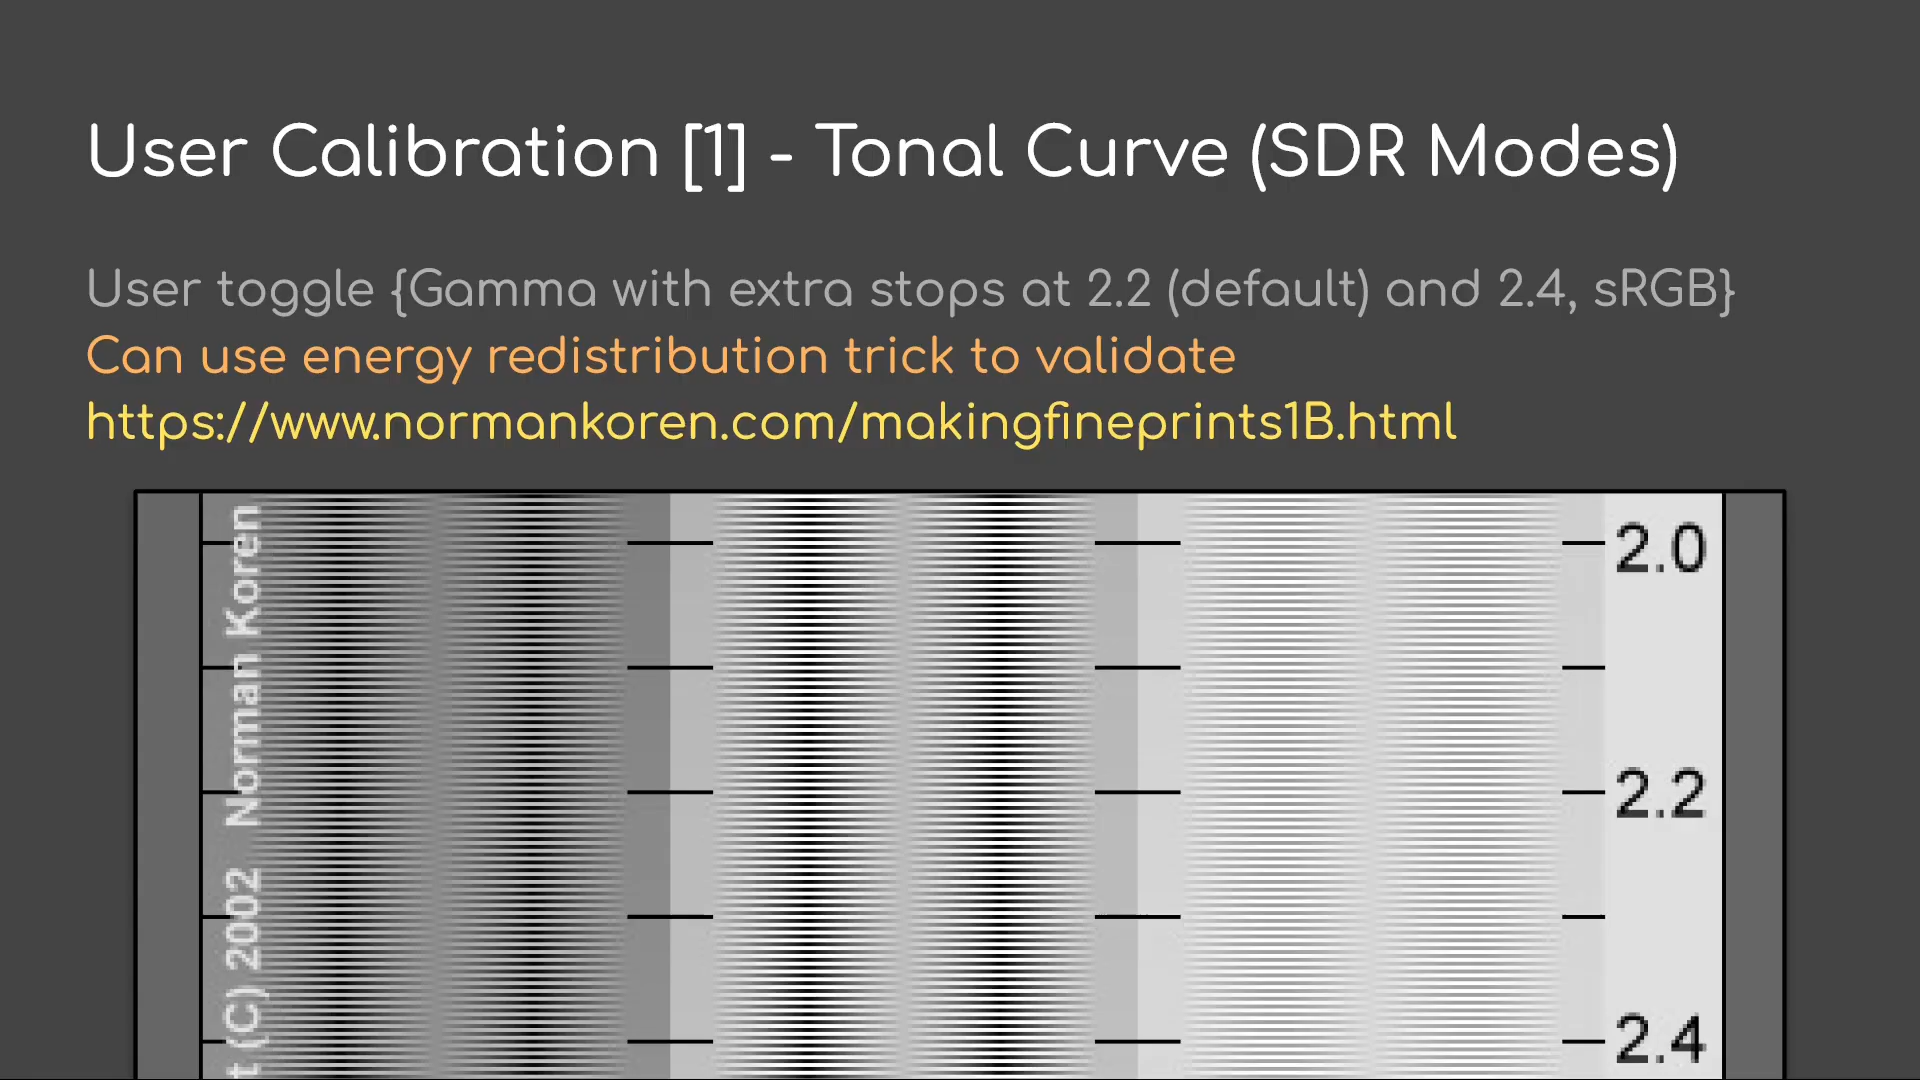 User Calibration [1] - Tonal Curve (SDR Modes)
User toggle {Gamma with extra stops at 2.2 (default) and 2.4, sRGB}
Can use energy redistribution trick to validate
https://www.normankoren.com/makingfineprints1B.html
t (C) 2002 Norman Koren
2.0
2.2
2.4